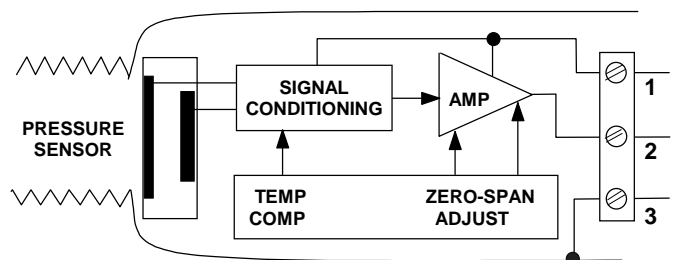 PRESSURE
SENSOR
SIGNAL
CONDITIONING
AMP
TEMP
COMP
ZERO-SPAN
ADJUST
1
2
3